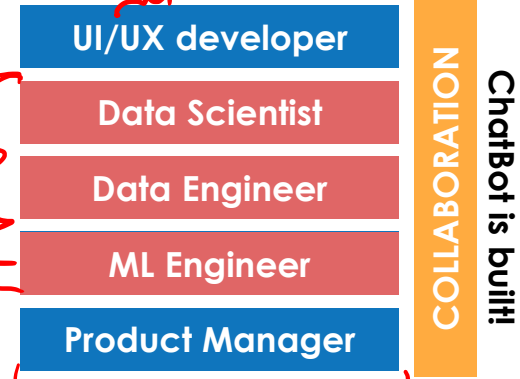 UI/UX developer
Data Scientist
Data Engineer
ML Engineer
Product Manager
COLLABORATION
ChatBot is built!